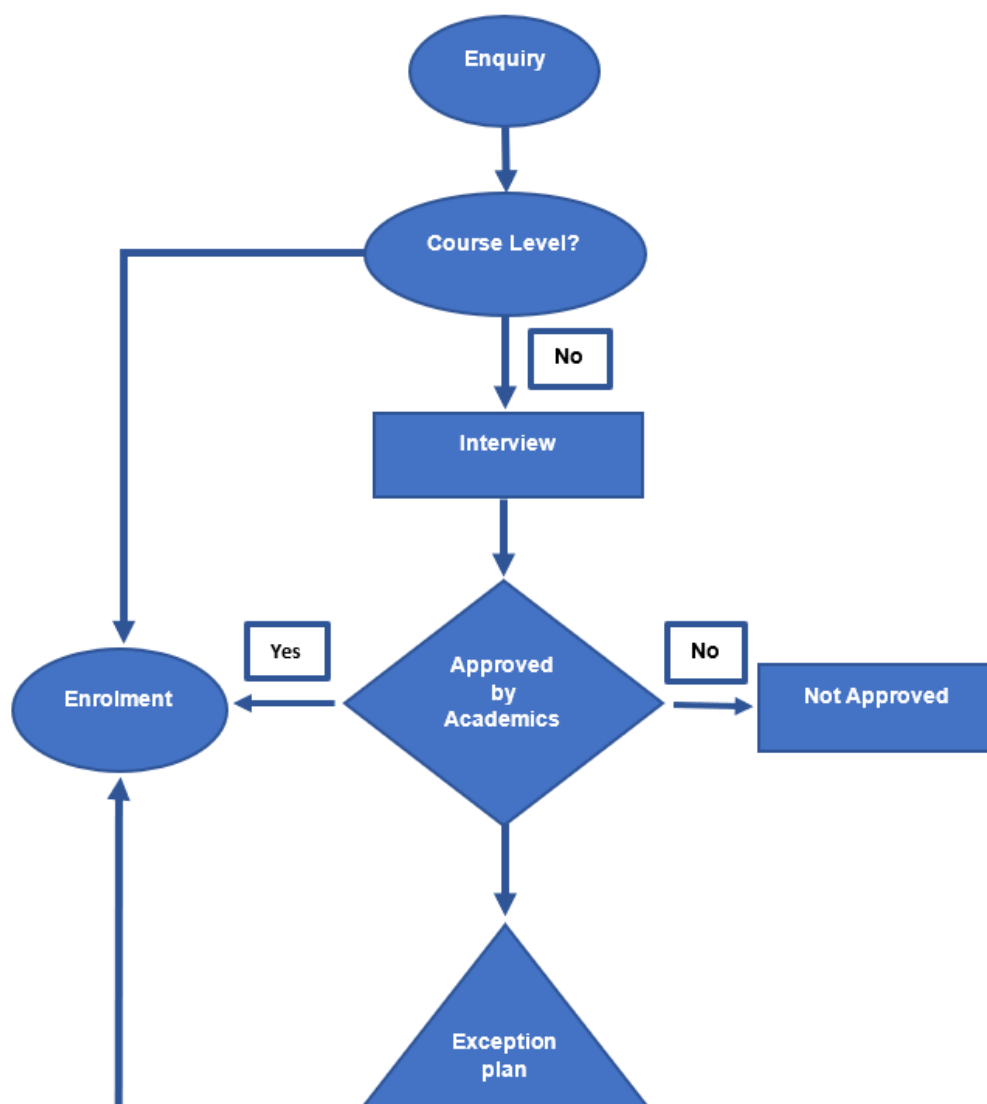 Enquiry
Course Level?
No
Interview
Yes
No
Approved
by
Academics
Enrolment
Not Approved
Exception
plan